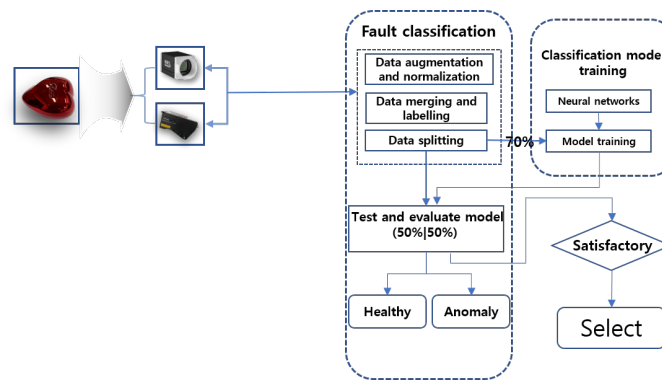 Fault classification
Data augmentation
and normalization
Data merging and
labelling
Data splitting
70%
Classification model
training
Neural networks
Model training
Test and evaluate model
(50%|50%)
Healthy
Anomaly
Satisfactory
Select